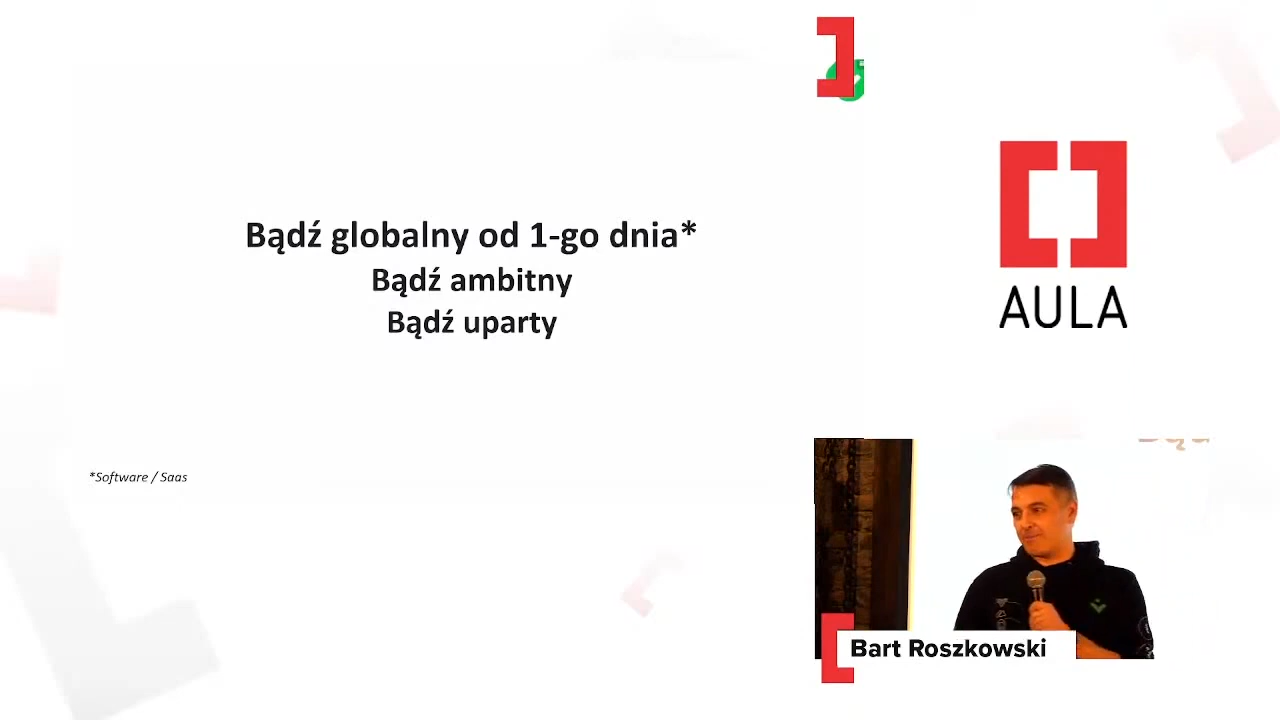 Bądź globalny od 1-go dnia*
Bądź ambitny
Bądź uparty
*Software / Saas
AULA
Bart Roszkowski